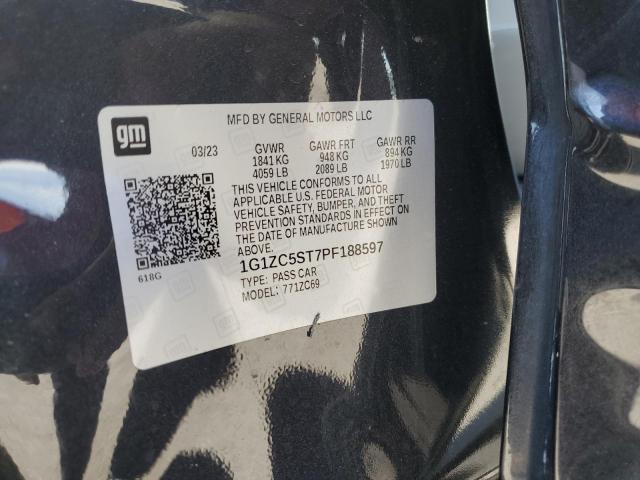 MFD BY GENERAL MOTORS LLC
gm
03/23 GVWR GAWR FRT GAWR RR
1841 KG 948 KG 894 KG
4059 LB 2089 LB 1970 LB
THIS VEHICLE CONFORMS TO ALL
APPLICABLE U.S. FEDERAL MOTOR
VEHICLE SAFETY, BUMPER, AND THEFT
PREVENTION STANDARDS IN EFFECT ON
THE DATE OF MANUFACTURE SHOWN
ABOVE.
1G1ZC5ST7PF188597
TYPE: PASS CAR
MODEL: 771ZC69
618G